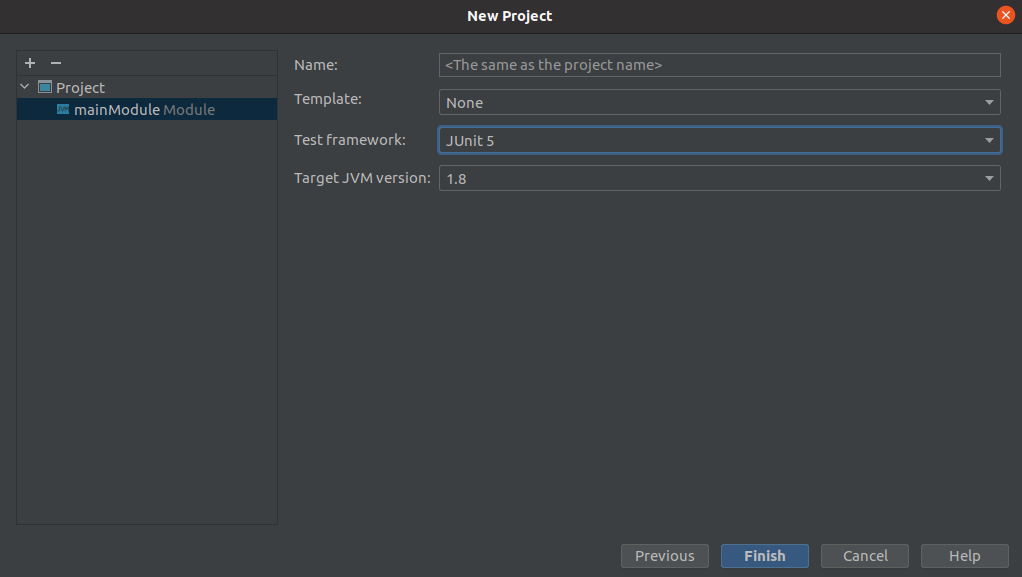 New Project
Project
mainModule Module
Name: <The same as the project name>
Template: None
Test framework: JUnit 5
Target JVM version: 1.8
Previous Finish Cancel Help